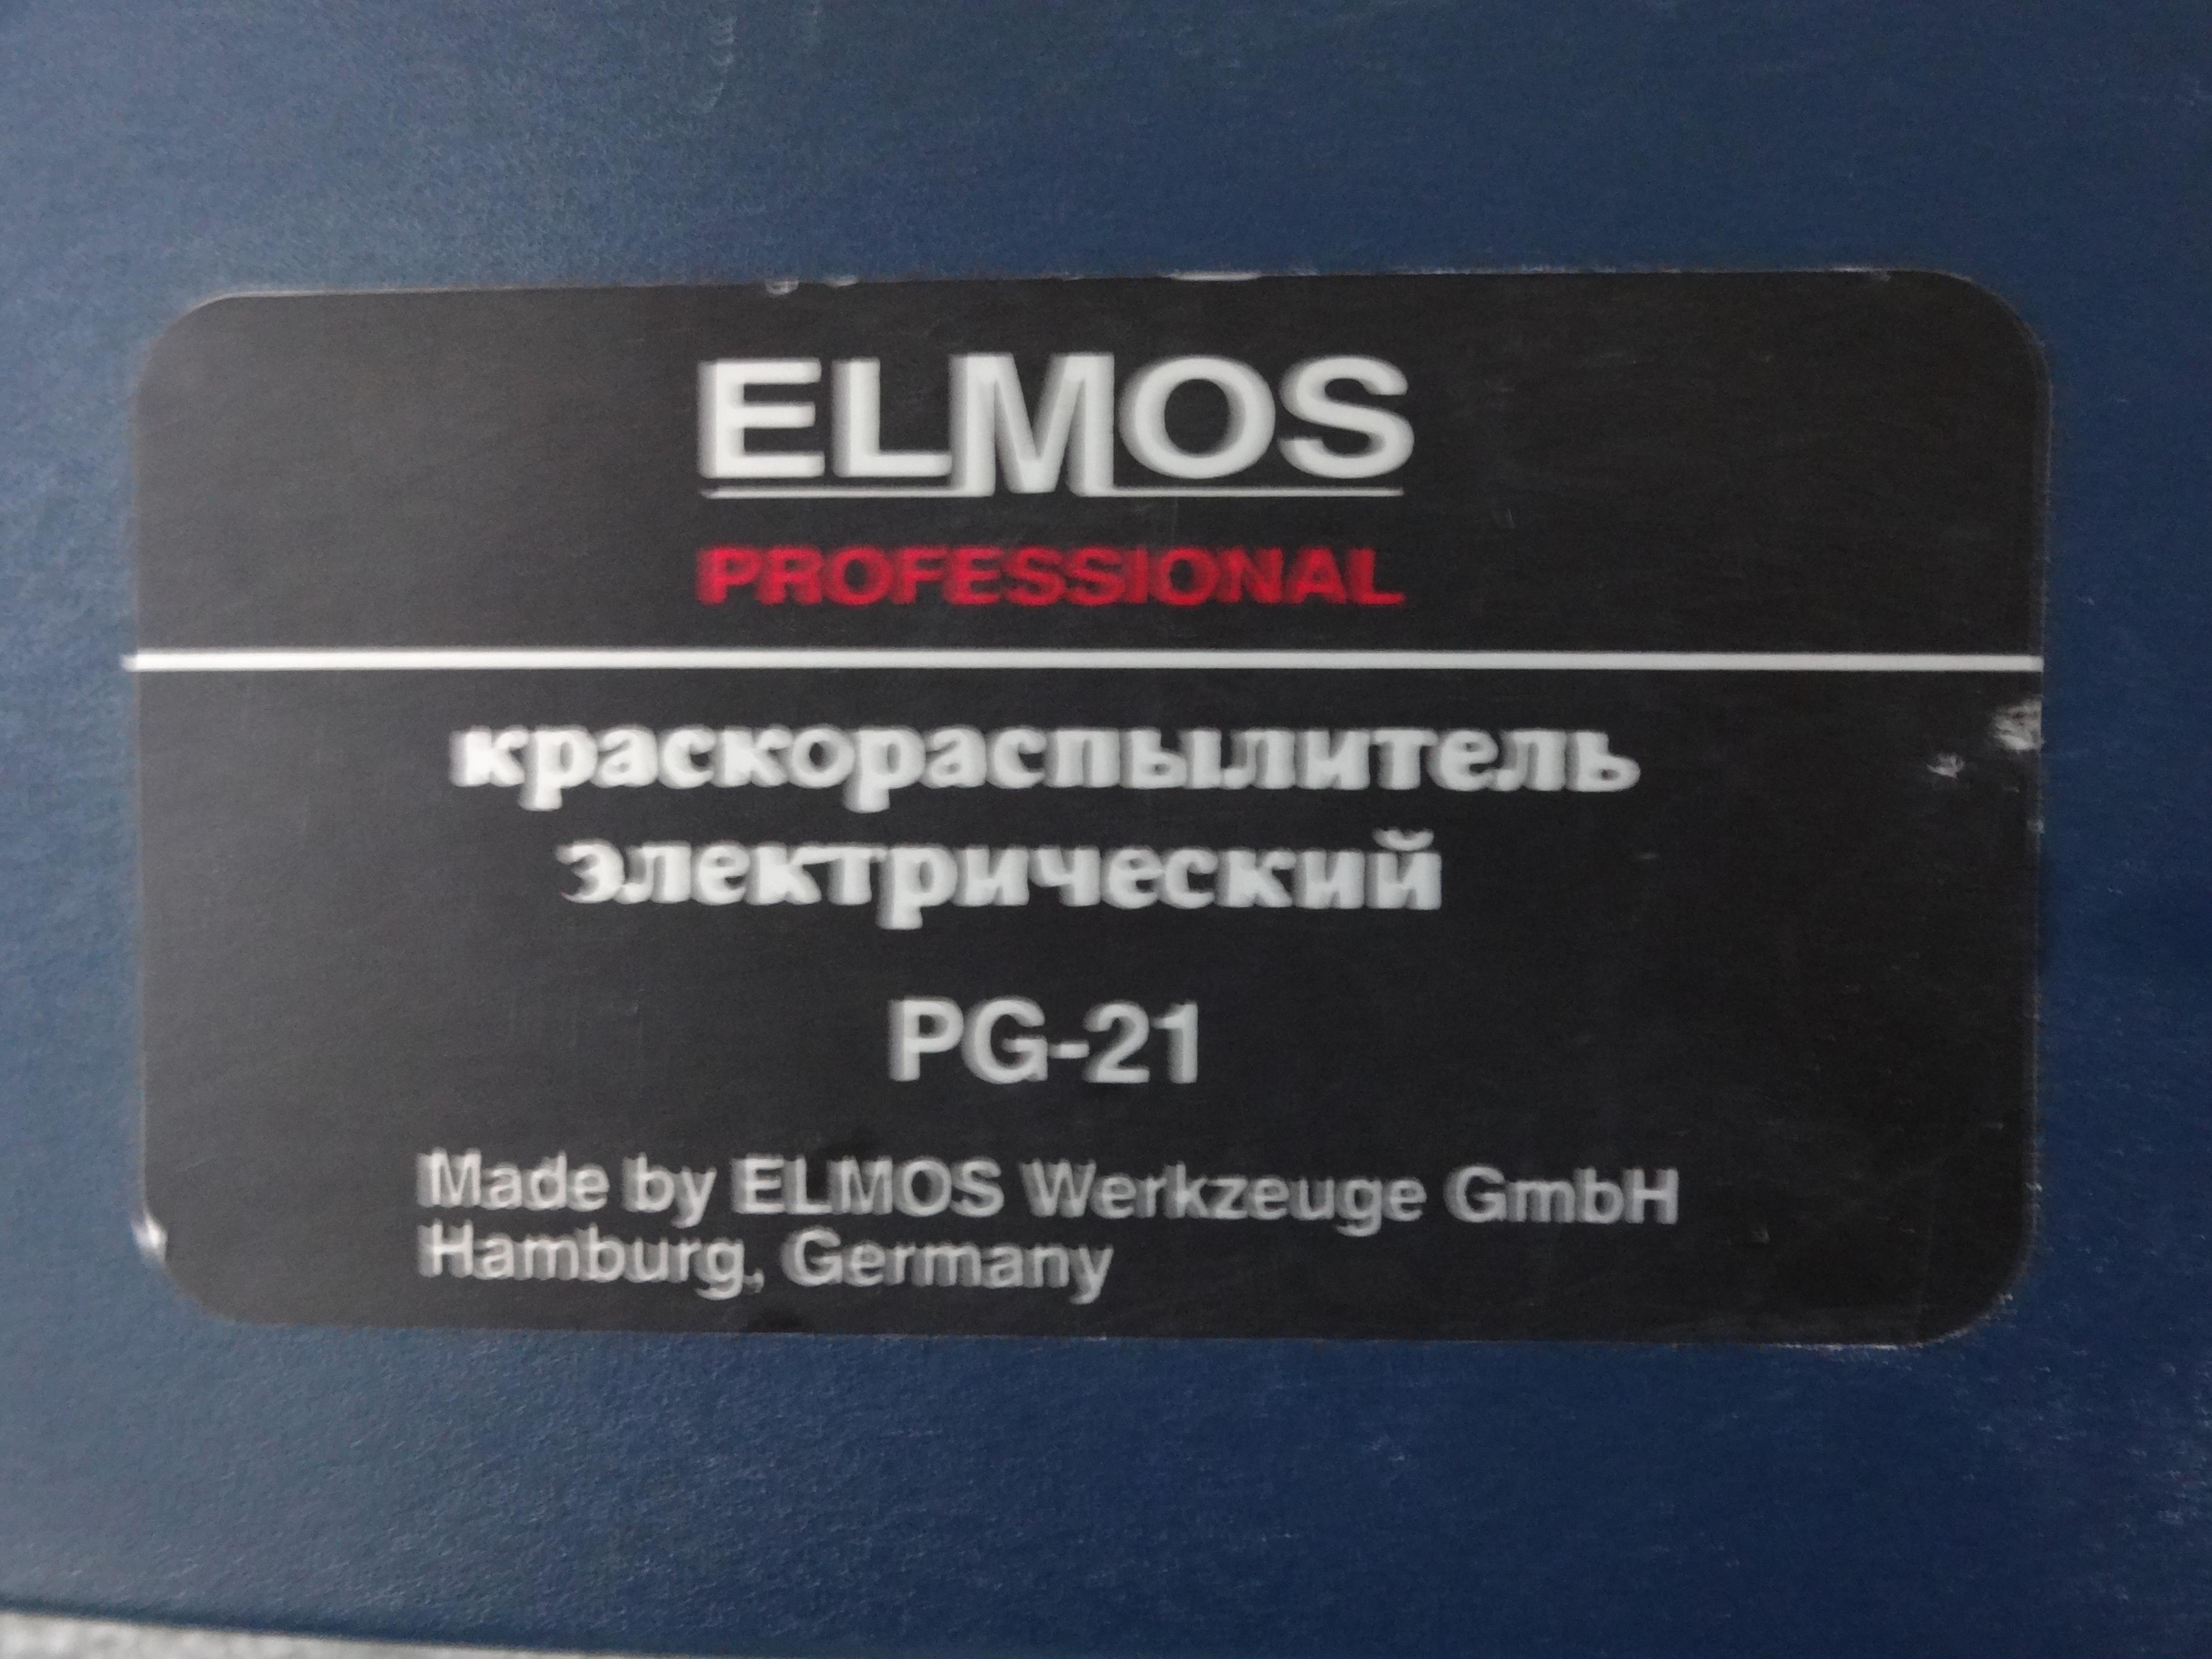 ELMOS
PROFESSIONAL
краскораспылитель
электрический
PG-21
Made by ELMOS Werkzeuge GmbH
Hamburg, Germany